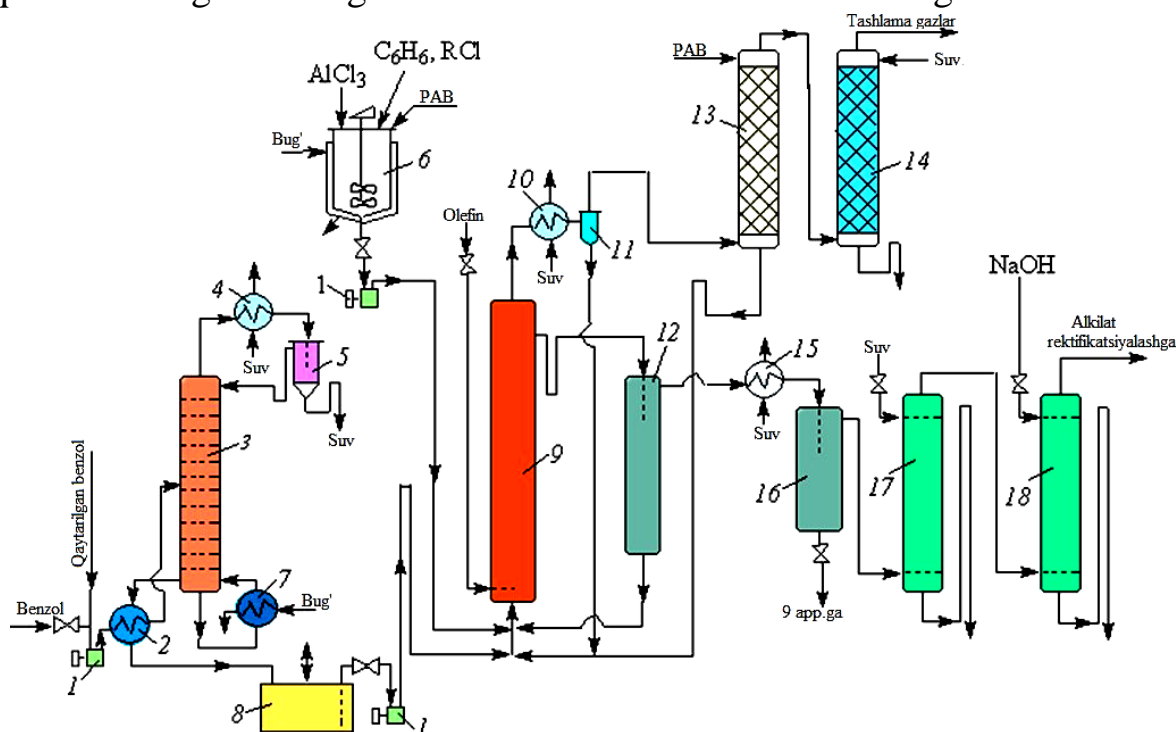 Tashlama gazlar
C₆H₆, RCl
AlCl₃
PAB
PAB
Suv
13
14
Bug'
6
10
Olefin
11
Suv
NaOH
1
4
Suv
5
12
15
Suv
Alkilat
rektifikatsiyalashga
Suv
3
9
Suv
16
17
18
Qaytarilgan benzol
7
Bug'
9 app.ga
Benzol
2
1
8
1